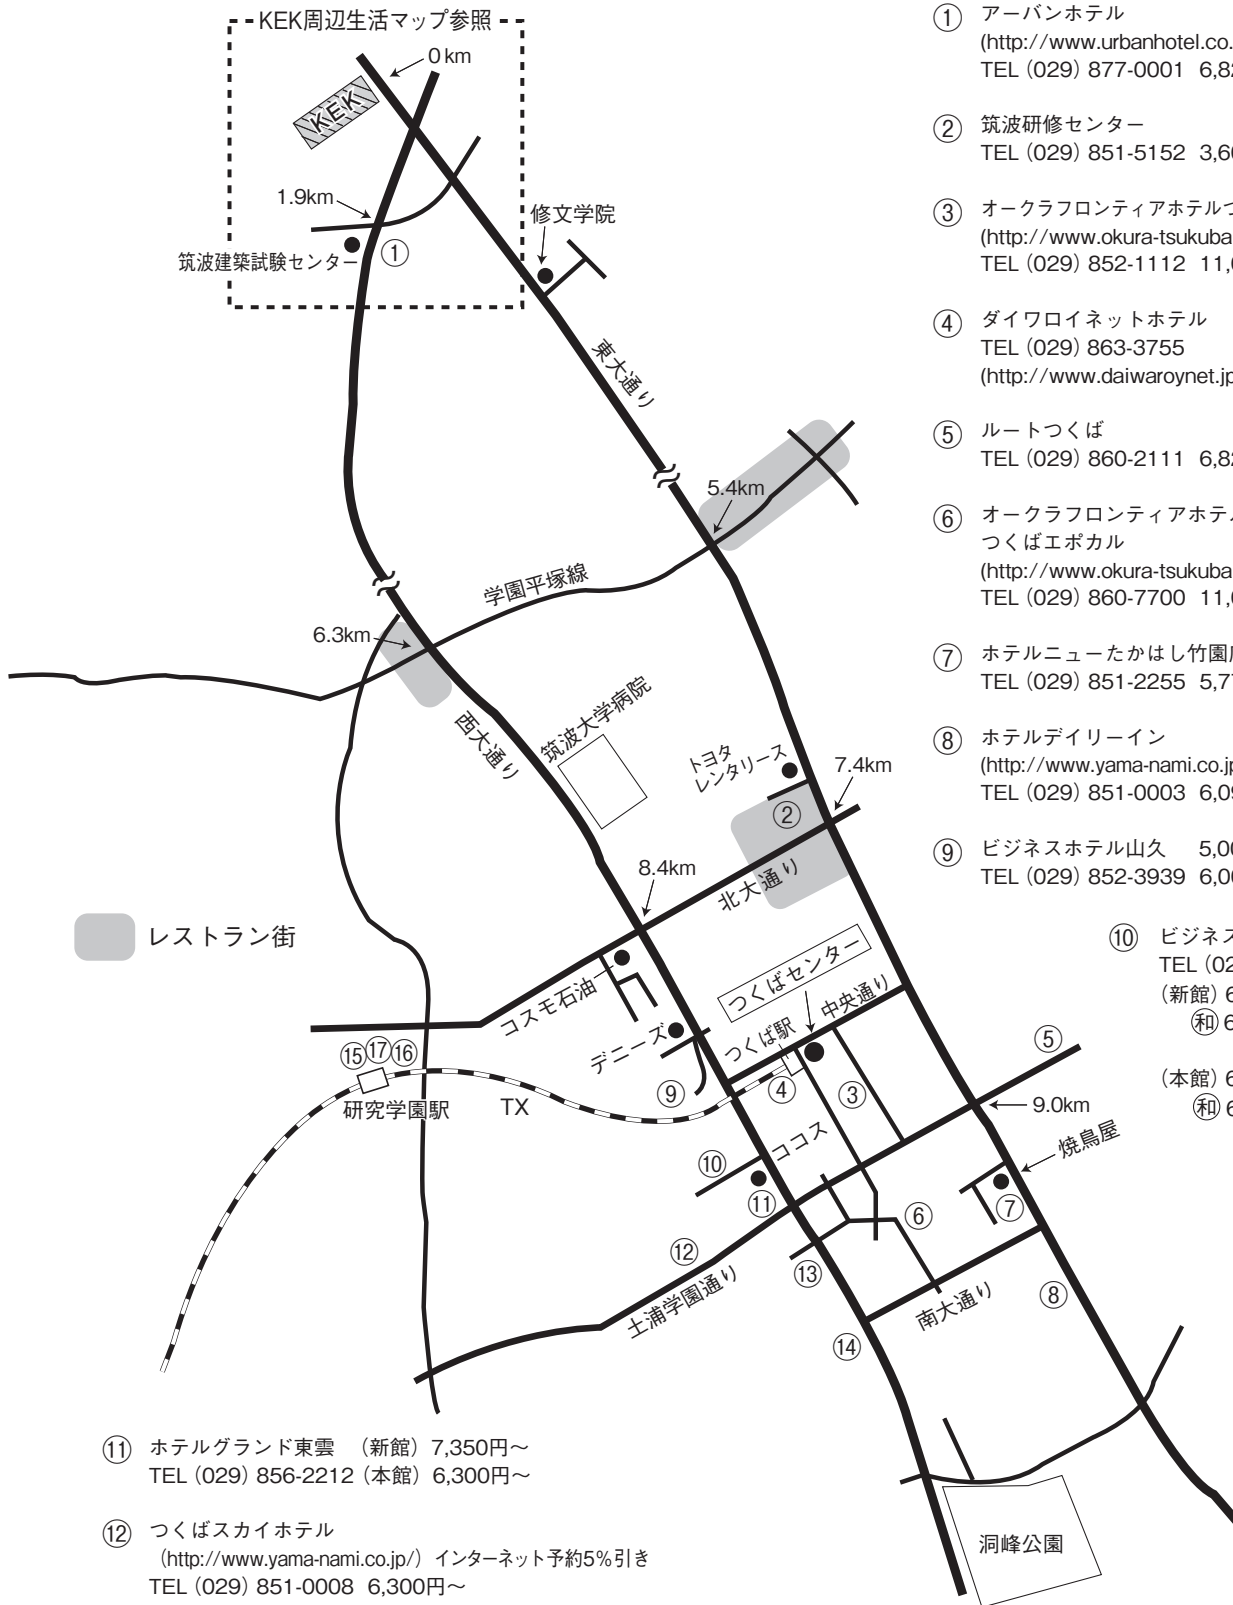 KEK周辺生活マップ参照
0 km
KEK
1.9km
筑波建築試験センター
①
修文学院
東大通り
5.4km
学園平塚線
6.3km
西大通り
筑波大学病院
トヨタ
レンタリース
7.4km
②
8.4km
北大通り
レストラン街
コスモ石油
つくばセンター
中央通り
つくば駅
デニーズ
⑮⑰⑯
研究学園駅
TX
⑨
④
③
⑤
9.0km
焼鳥屋
⑩
ココス
⑪
⑥
⑦
⑫
⑬
土浦学園通り
南大通り
⑧
⑭
洞峰公園
① アーバンホテル
(http://www.urbanhotel.co.
TEL (029) 877-0001 6,82
② 筑波研修センター
TEL (029) 851-5152 3,60
③ オークラフロンティアホテルつ
(http://www.okura-tsukuba
TEL (029) 852-1112 11,0
④ ダイワロイネットホテル
TEL (029) 863-3755
(http://www.daiwaroynet.jp
⑤ ルートつくば
TEL (029) 860-2111 6,82
⑥ オークラフロンティアホテル
つくばエポカル
(http://www.okura-tsukuba
TEL (029) 860-7700 11,0
⑦ ホテルニューたかはし竹園
TEL (029) 851-2255 5,77
⑧ ホテルデイリーイン
(http://www.yama-nami.co.jp
TEL (029) 851-0003 6,09
⑨ ビジネスホテル山久 5,00
TEL (029) 852-3939 6,00
⑩ ビジネス
TEL (02
(新館) 6
㊒ 6
(本館) 6
⑪ ホテルグランド東雲 (新館) 7,350円～
TEL (029) 856-2212 (本館) 6,300円～
⑫ つくばスカイホテル
(http://www.yama-nami.co.jp/) インターネット予約5%引き
TEL (029) 851-0008 6,300円～